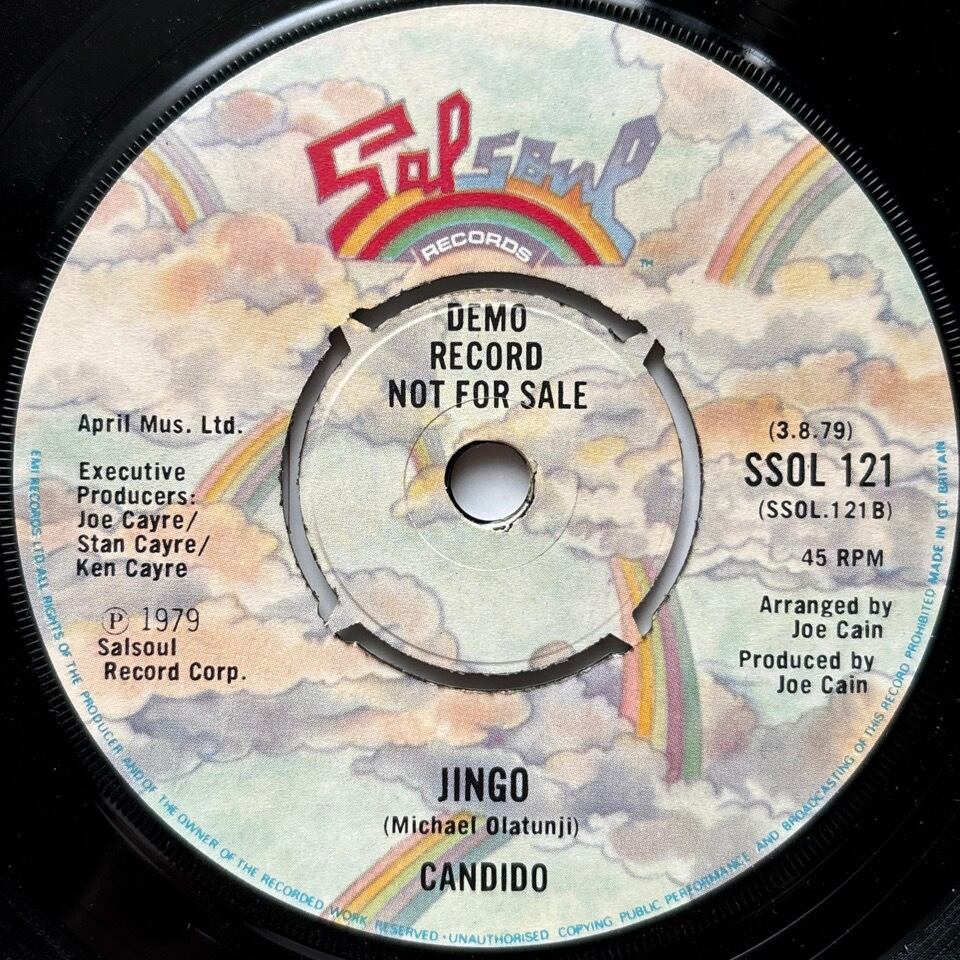 Salsoul
RECORDS
TM
DEMO
RECORD
NOT FOR SALE
April Mus. Ltd.
Executive
Producers:
Joe Cayre/
Stan Cayre/
Ken Cayre
℗ 1979
Salsoul
Record Corp.
(3.8.79)
SSOL 121
(SSOL.121B)
45 RPM
Arranged by
Joe Cain
Produced by
Joe Cain
JINGO
(Michael Olatunji)
CANDIDO
EMI RECORDS LTD. ALL RIGHTS OF THE PRODUCER AND OF THE OWNER OF THE RECORDED WORK RESERVED · UNAUTHORISED COPYING PUBLIC PERFORMANCE AND BROADCASTING OF THIS RECORD PROHIBITED MADE IN GT. BRITAIN